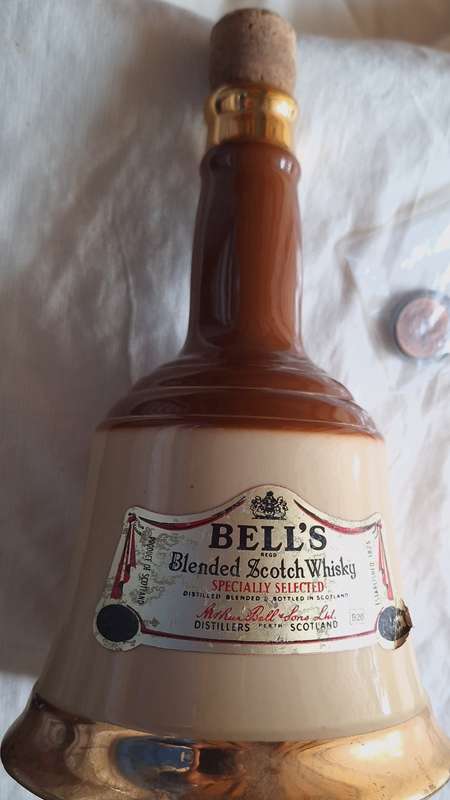 BELL'S
REGD
Blended Scotch Whisky
SPECIALLY SELECTED
DISTILLED BLENDED & BOTTLED IN SCOTLAND
Arthur Bell & Sons Ltd.
DISTILLERS PERTH SCOTLAND
PRODUCT OF SCOTLAND
ESTABLISHED 1825